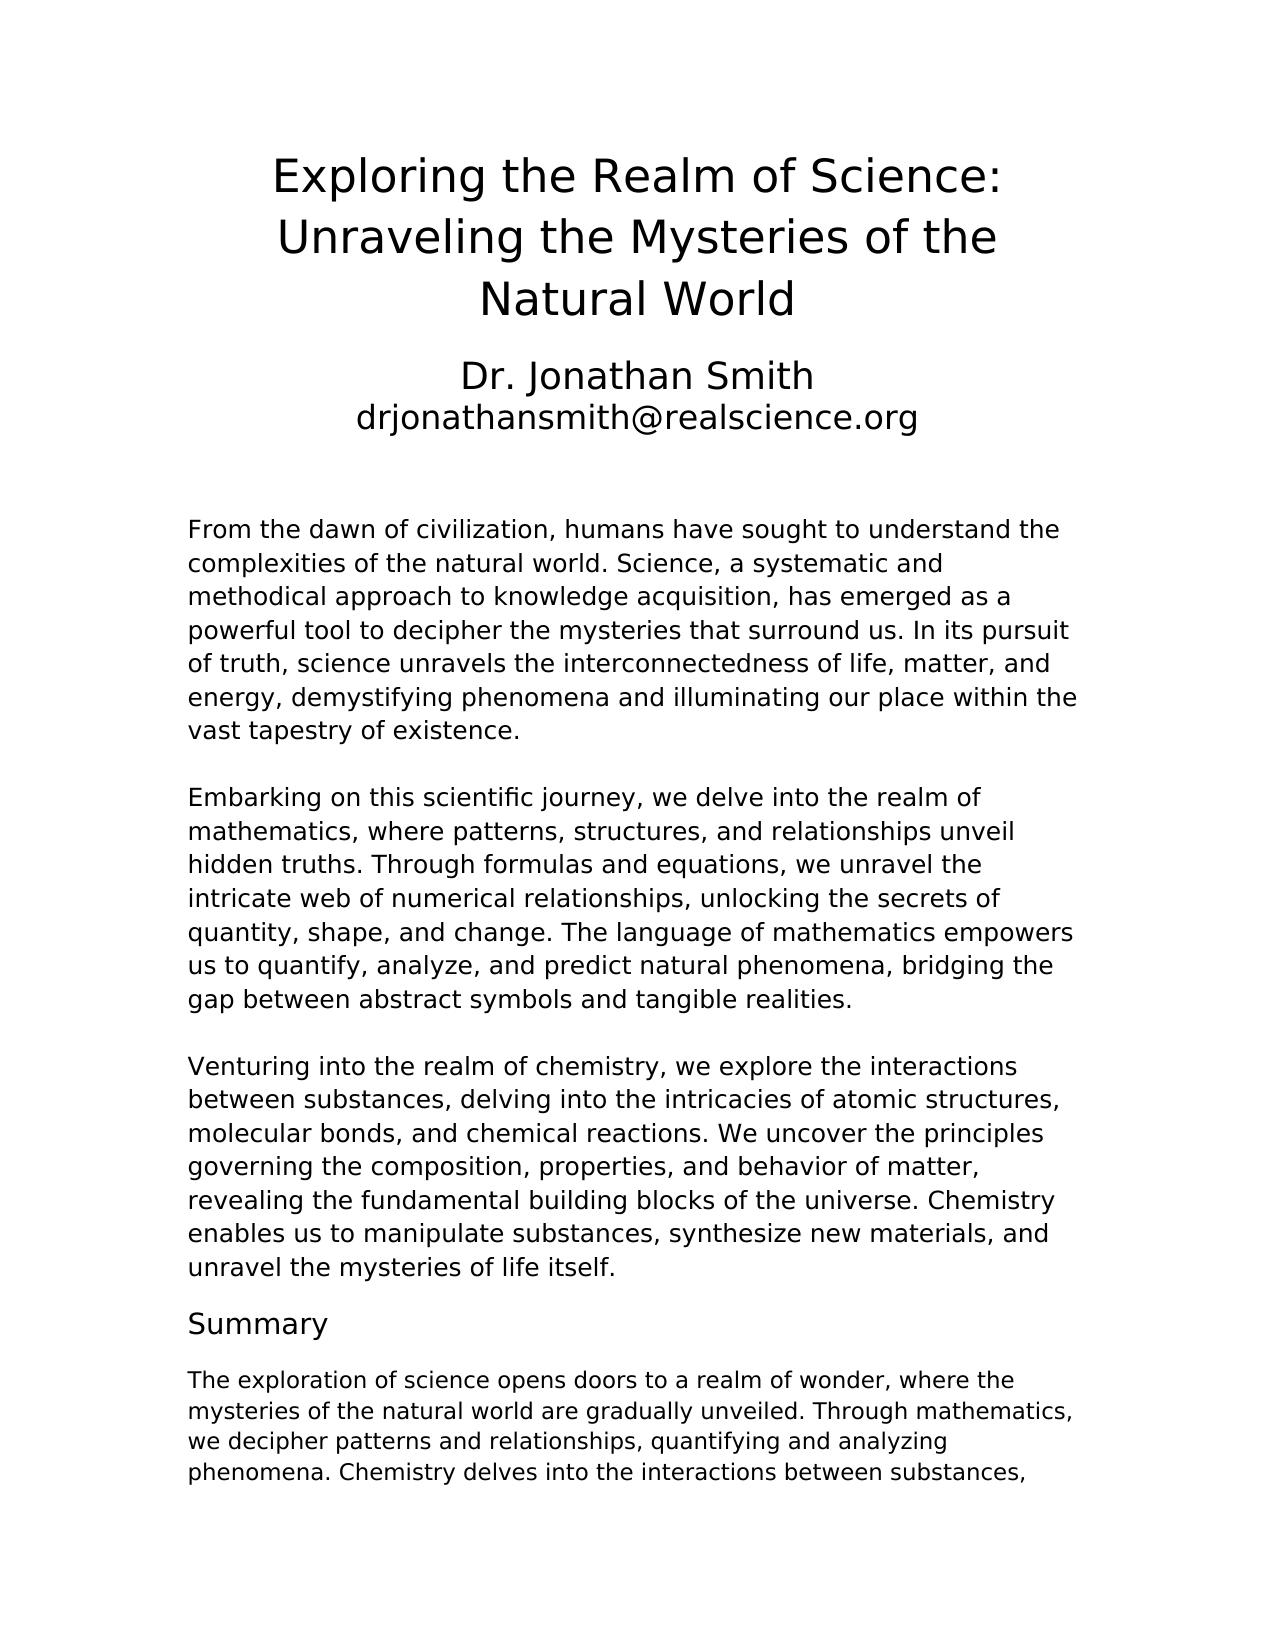 Exploring the Realm of Science:
Unraveling the Mysteries of the
Natural World
Dr. Jonathan Smith
drjonathansmith@realscience.org
From the dawn of civilization, humans have sought to understand the
complexities of the natural world. Science, a systematic and
methodical approach to knowledge acquisition, has emerged as a
powerful tool to decipher the mysteries that surround us. In its pursuit
of truth, science unravels the interconnectedness of life, matter, and
energy, demystifying phenomena and illuminating our place within the
vast tapestry of existence.
Embarking on this scientific journey, we delve into the realm of
mathematics, where patterns, structures, and relationships unveil
hidden truths. Through formulas and equations, we unravel the
intricate web of numerical relationships, unlocking the secrets of
quantity, shape, and change. The language of mathematics empowers
us to quantify, analyze, and predict natural phenomena, bridging the
gap between abstract symbols and tangible realities.
Venturing into the realm of chemistry, we explore the interactions
between substances, delving into the intricacies of atomic structures,
molecular bonds, and chemical reactions. We uncover the principles
governing the composition, properties, and behavior of matter,
revealing the fundamental building blocks of the universe. Chemistry
enables us to manipulate substances, synthesize new materials, and
unravel the mysteries of life itself.
Summary
The exploration of science opens doors to a realm of wonder, where the
mysteries of the natural world are gradually unveiled. Through mathematics,
we decipher patterns and relationships, quantifying and analyzing
phenomena. Chemistry delves into the interactions between substances,